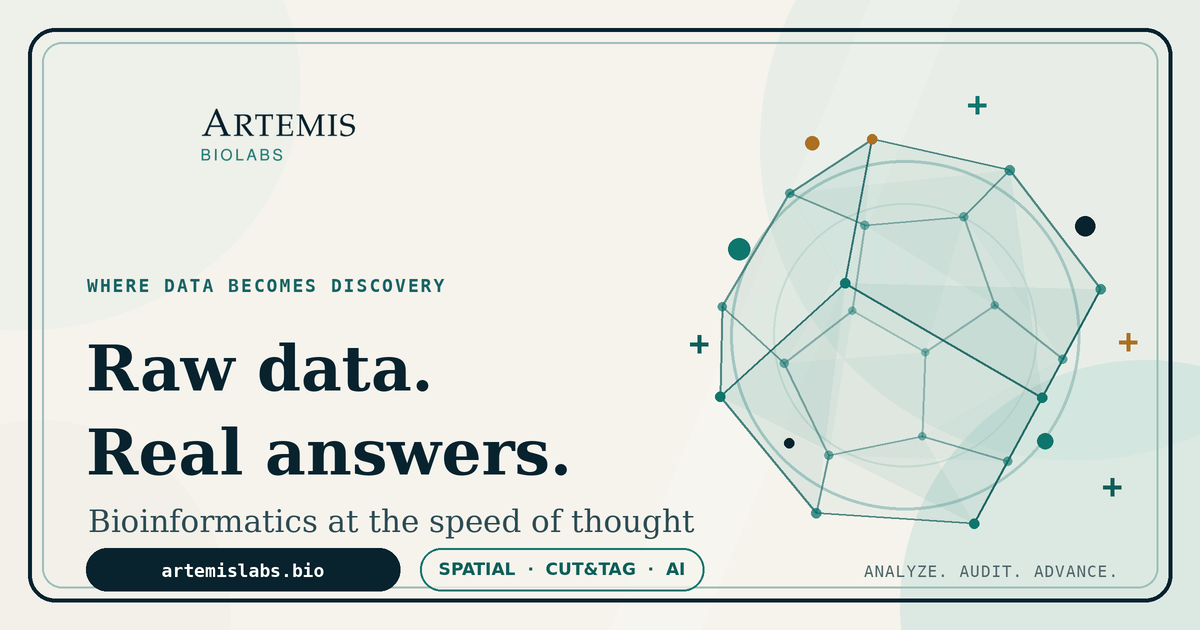 ARTEMIS
BIOLABS
WHERE DATA BECOMES DISCOVERY
Raw data.
Real answers.
Bioinformatics at the speed of thought
artemislabs.bio
SPATIAL · CUT&TAG · AI
ANALYZE. AUDIT. ADVANCE.